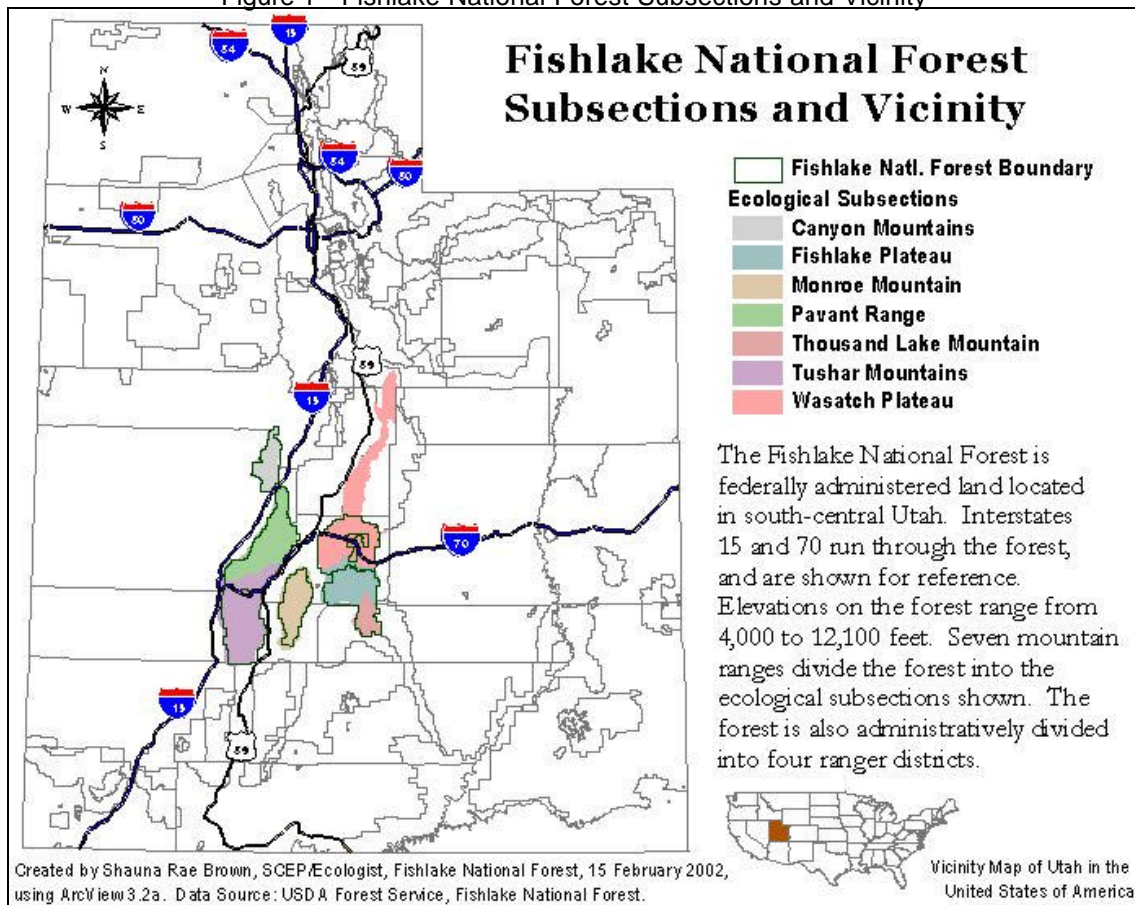 Figure 1 - Fishlake National Forest Subsections and Vicinity
15
84
89
N
W E
S
84
80
80
89
15
70
15
89
Fishlake National Forest
Subsections and Vicinity
Fishlake Natl. Forest Boundary
Ecological Subsections
Canyon Mountains
Fishlake Plateau
Monroe Mountain
Pavant Range
Thousand Lake Mountain
Tushar Mountains
Wasatch Plateau
The Fishlake National Forest is
federally administered land located
in south-central Utah. Interstates
15 and 70 run through the forest,
and are shown for reference.
Elevations on the forest range from
4,000 to 12,100 feet. Seven mountain
ranges divide the forest into the
ecological subsections shown. The
forest is also administratively divided
into four ranger districts.
Created by Shauna Rae Brown, SCEP/Ecologist, Fishlake National Forest, 15 February 2002,
using ArcView 3.2a. Data Source: USDA Forest Service, Fishlake National Forest.
Vicinity Map of Utah in the
United States of America